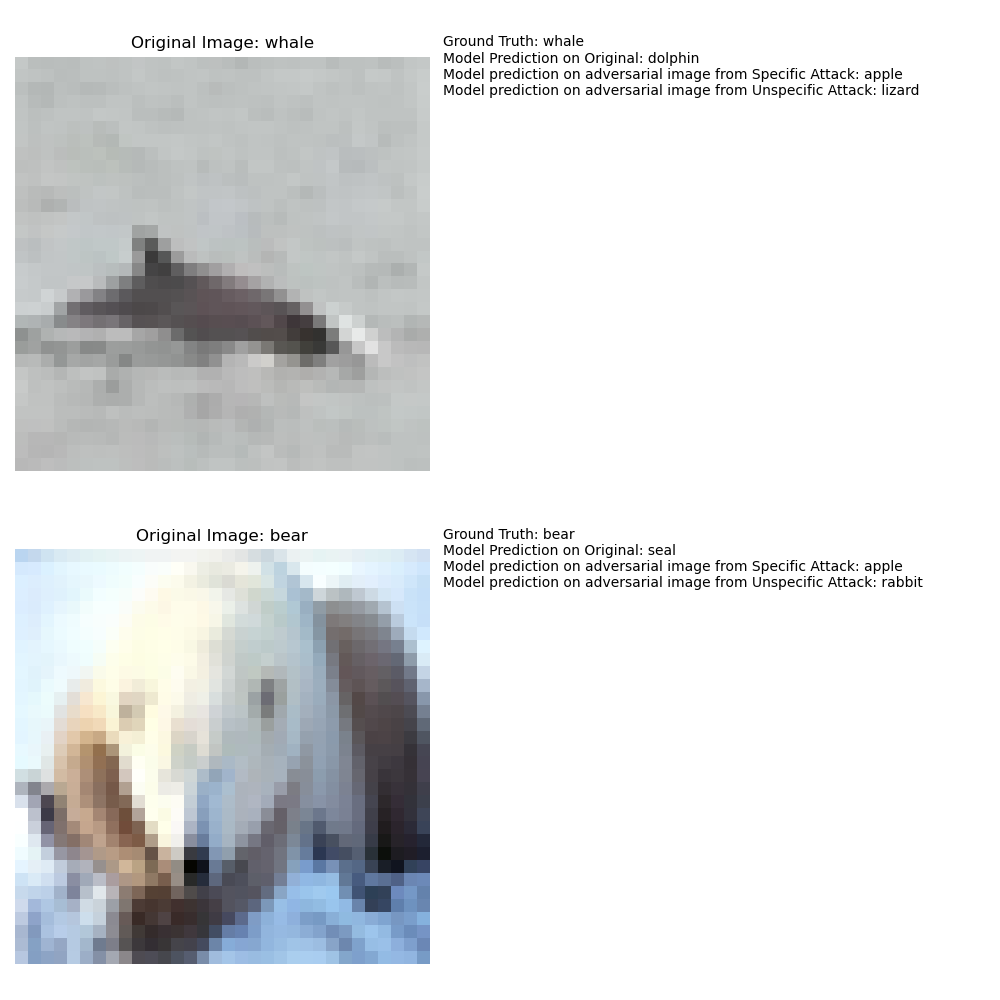 Original Image: whale
Ground Truth: whale
Model Prediction on Original: dolphin
Model prediction on adversarial image from Specific Attack: apple
Model prediction on adversarial image from Unspecific Attack: lizard
Original Image: bear
Ground Truth: bear
Model Prediction on Original: seal
Model prediction on adversarial image from Specific Attack: apple
Model prediction on adversarial image from Unspecific Attack: rabbit